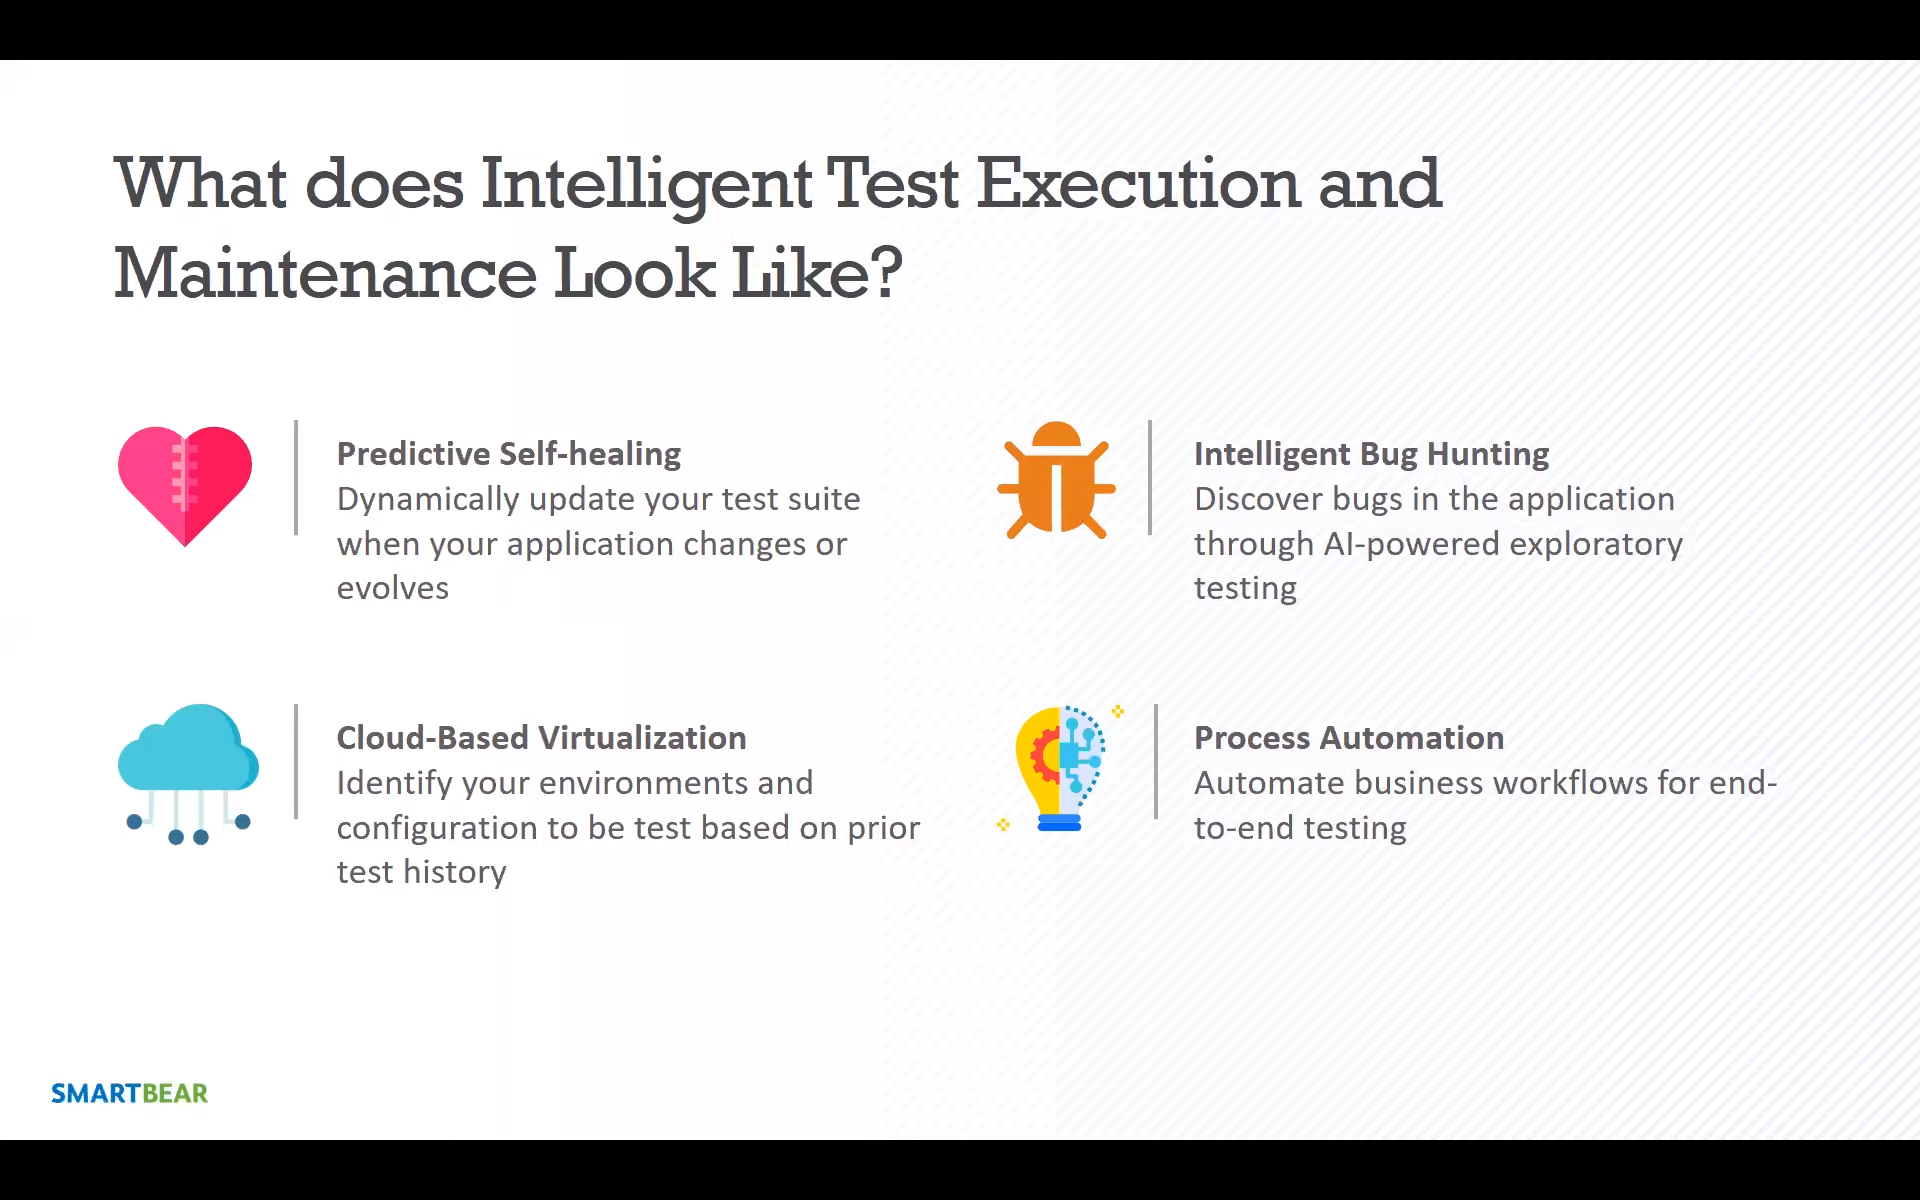 What does Intelligent Test Execution and
Maintenance Look Like?
Predictive Self-healing
Dynamically update your test suite
when your application changes or
evolves
Intelligent Bug Hunting
Discover bugs in the application
through AI-powered exploratory
testing
Cloud-Based Virtualization
Identify your environments and
configuration to be test based on prior
test history
Process Automation
Automate business workflows for end-
to-end testing
SMARTBEAR